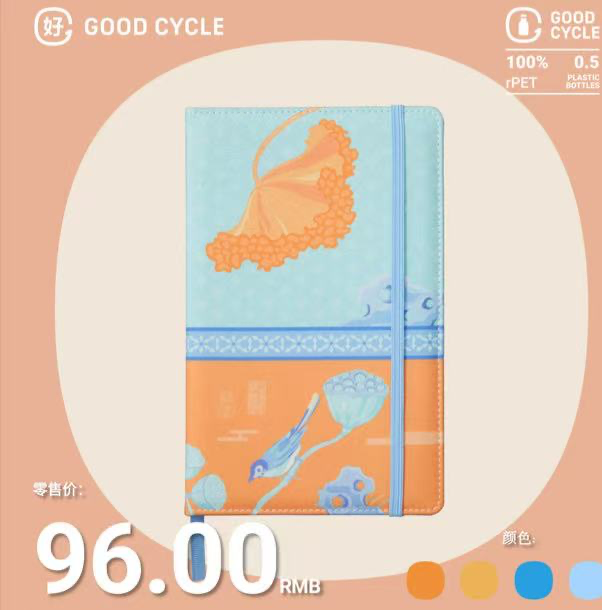 好 GOOD CYCLE
GOOD
CYCLE
100% 0.5
rPET PLASTIC
BOTTLES
零售价:
96.00 RMB
颜色: